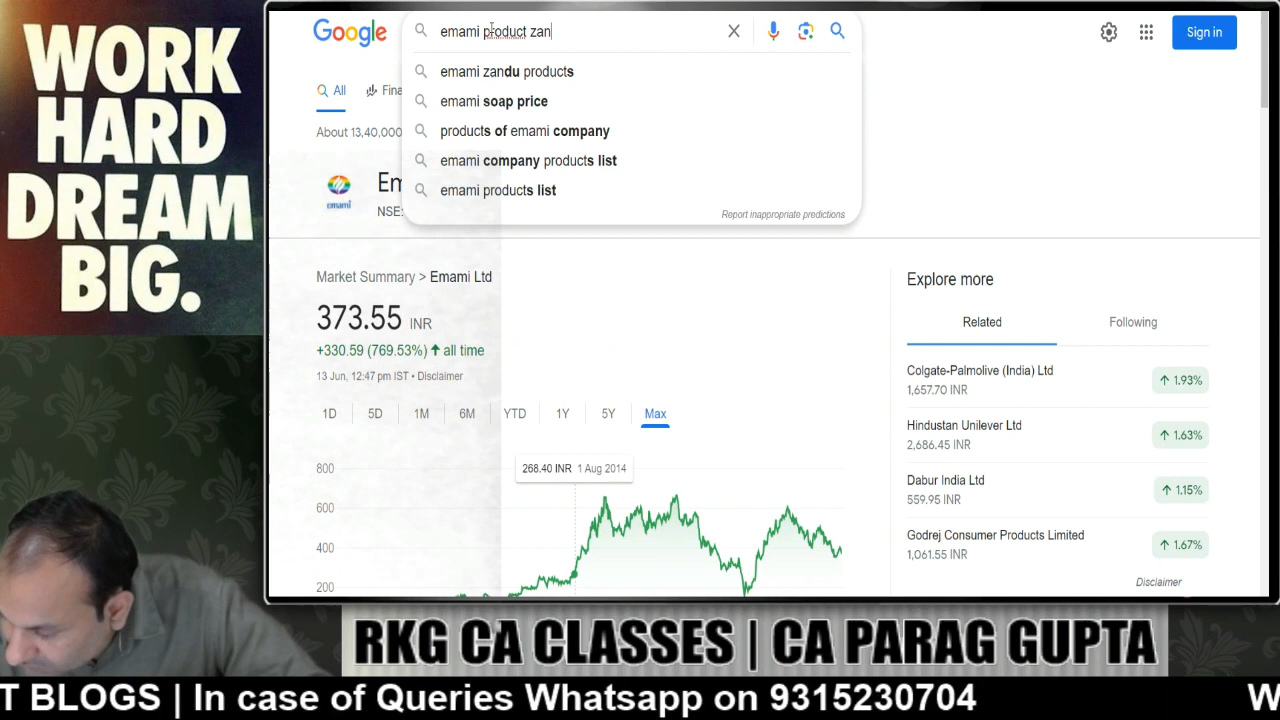 WORK
HARD
DREAM
BIG.
Google
emami product zan
Sign in
emami zandu products
emami soap price
products of emami company
emami company products list
emami products list
Report inappropriate predictions
All
Fina
About 13,40,000
emami
Em
NSE:
Market Summary > Emami Ltd
373.55 INR
+330.59 (769.53%) ↑ all time
13 Jun, 12:47 pm IST • Disclaimer
1D 5D 1M 6M YTD 1Y 5Y Max
268.40 INR 1 Aug 2014
800
600
400
200
Explore more
Related Following
Colgate-Palmolive (India) Ltd
1,657.70 INR
↑ 1.93%
Hindustan Unilever Ltd
2,686.45 INR
↑ 1.63%
Dabur India Ltd
559.95 INR
↑ 1.15%
Godrej Consumer Products Limited
1,061.55 INR
↑ 1.67%
Disclaimer
RKG CA CLASSES | CA PARAG GUPTA
T BLOGS | In case of Queries Whatsapp on 9315230704 W